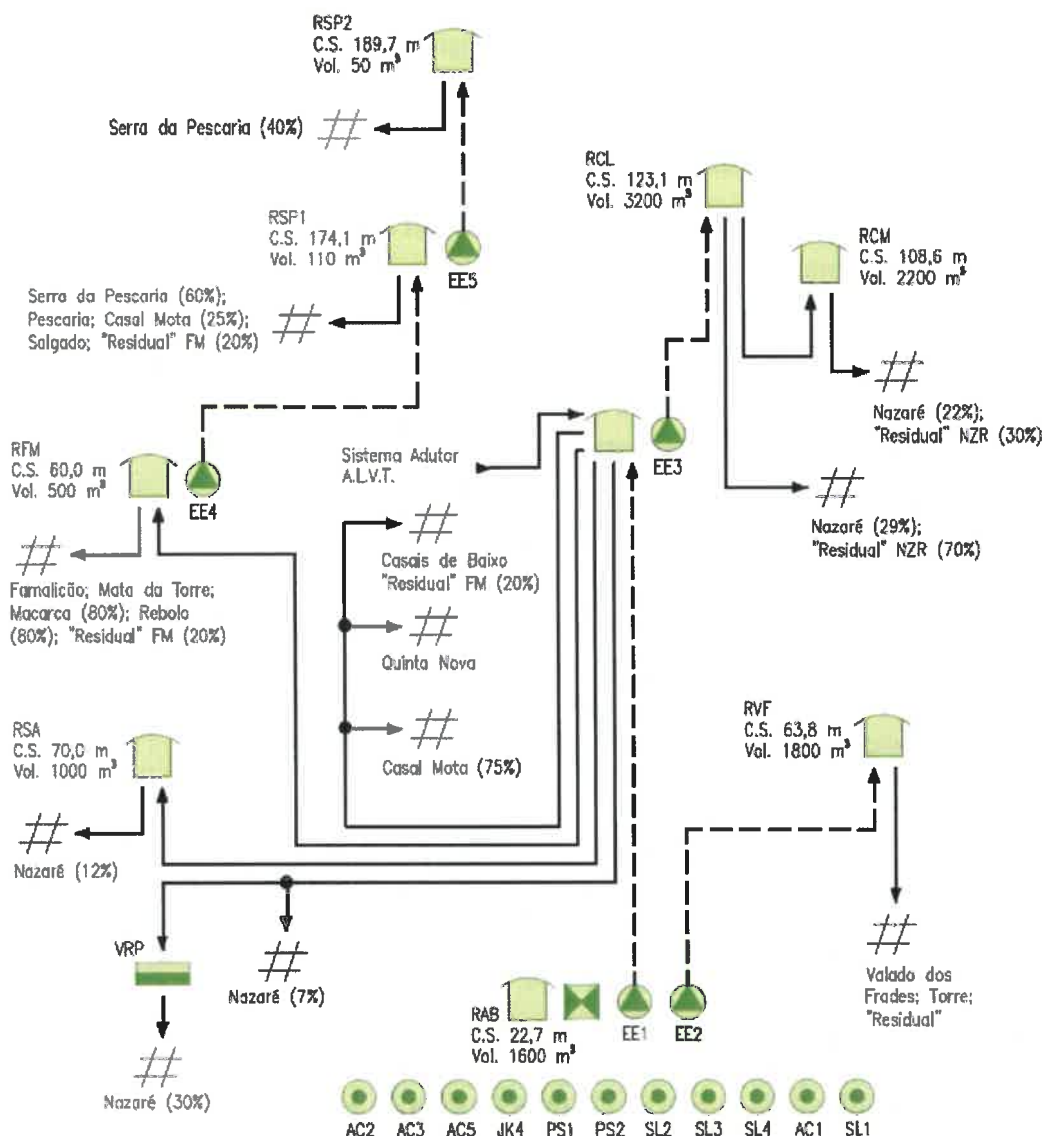 RSP2
C.S. 189,7 m
Vol. 50 m³
Serra da Pescaria (40%)
RCL
C.S. 123,1 m
Vol. 3200 m³
RSP1
C.S. 174,1 m
Vol. 110 m³
EE5
RCM
C.S. 108,6 m
Vol. 2200 m³
Serra da Pescaria (60%);
Pescaria; Casal Mota (25%);
Salgado; "Residual" FM (20%)
Nazaré (22%);
"Residual" NZR (30%)
RFM
C.S. 60,0 m
Vol. 500 m³
EE4
Sistema Adutor
A.L.V.T.
EE3
Nazaré (29%);
"Residual" NZR (70%)
Famalicão; Mata da Torre;
Macarca (80%); Rebolo
(80%); "Residual" FM (20%)
Casais de Baixo
"Residual" FM (20%)
Quinta Nova
RSA
C.S. 70,0 m
Vol. 1000 m³
Casal Mota (75%)
RVF
C.S. 63,8 m
Vol. 1800 m³
Nazaré (12%)
VRP
Nazaré (7%)
Nazaré (30%)
RAB
C.S. 22,7 m
Vol. 1600 m³
EE1
EE2
Valado dos
Frades; Torre;
"Residual"
AC2 AC3 AC5 JK4 PS1 PS2 SL2 SL3 SL4 AC1 SL1